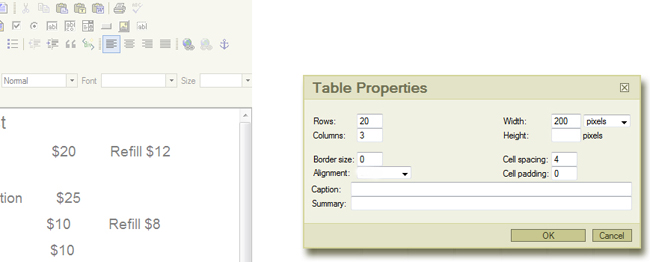 Normal Font Size
t
$20 Refill $12
tion $25
$10 Refill $8
$10
Table Properties
Rows: 20 Width: 200 pixels
Columns: 3 Height: pixels
Border size: 0 Cell spacing: 4
Alignment: Cell padding: 0
Caption:
Summary:
OK Cancel